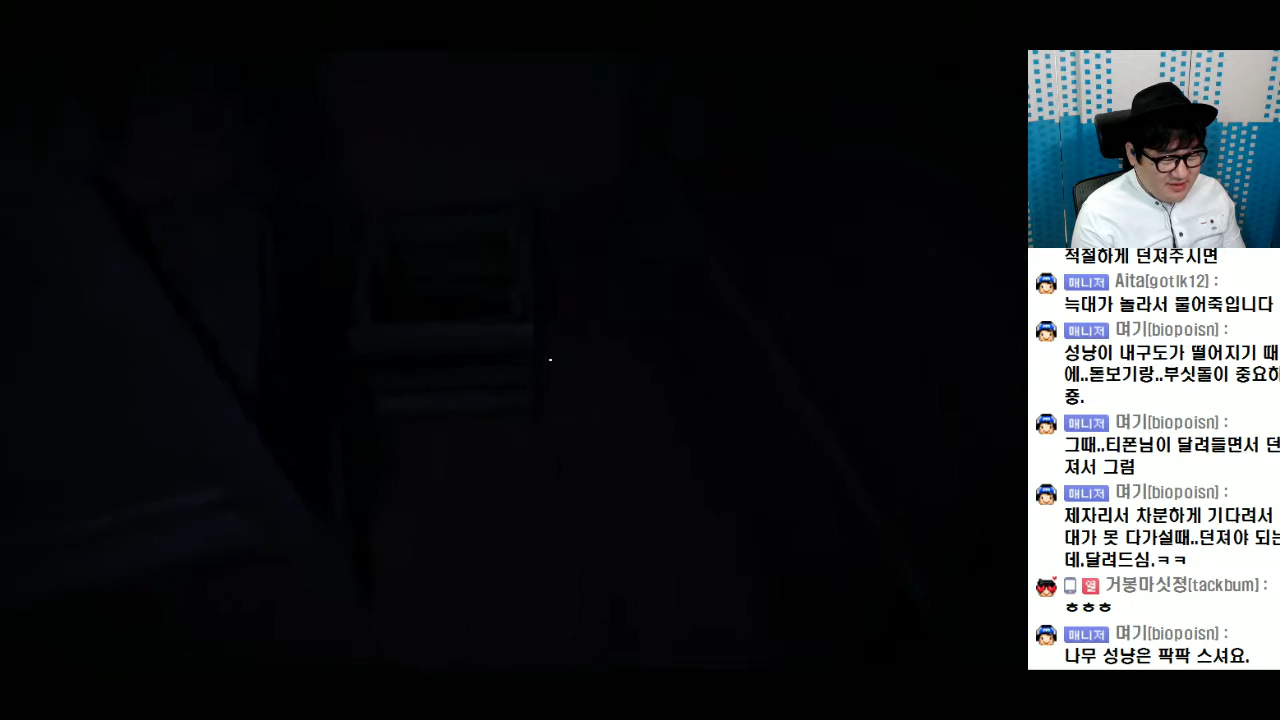 적절하게 던져주시면
매니저 Aita[gotlk12] :
늑대가 놀라서 물어죽입니다
매니저 며기[biopoisn] :
성냥이 내구도가 떨어지기 때
에..돋보기랑..부싯돌이 중요하
죵.
매니저 며기[biopoisn] :
그때..티폰님이 달려들면서 던
져서 그럼
매니저 며기[biopoisn] :
제자리서 차분하게 기다려서
대가 못 다가설때..던져야 되는
데.달려드심.ㅋㅋ
열 거봉마싯졍[tackbum] :
ㅎㅎㅎ
매니저 며기[biopoisn] :
나무 성냥은 팍팍 스셔요.